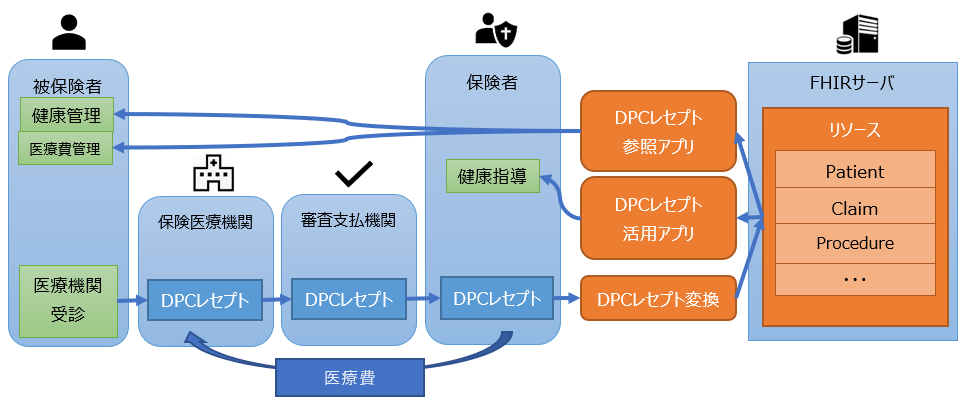 被保険者
健康管理
医療費管理
医療機関
受診
保険医療機関
DPCレセプト
審査支払機関
DPCレセプト
保険者
健康指導
DPCレセプト
医療費
DPCレセプト
参照アプリ
DPCレセプト
活用アプリ
DPCレセプト変換
FHIRサーバ
リソース
Patient
Claim
Procedure
・・・